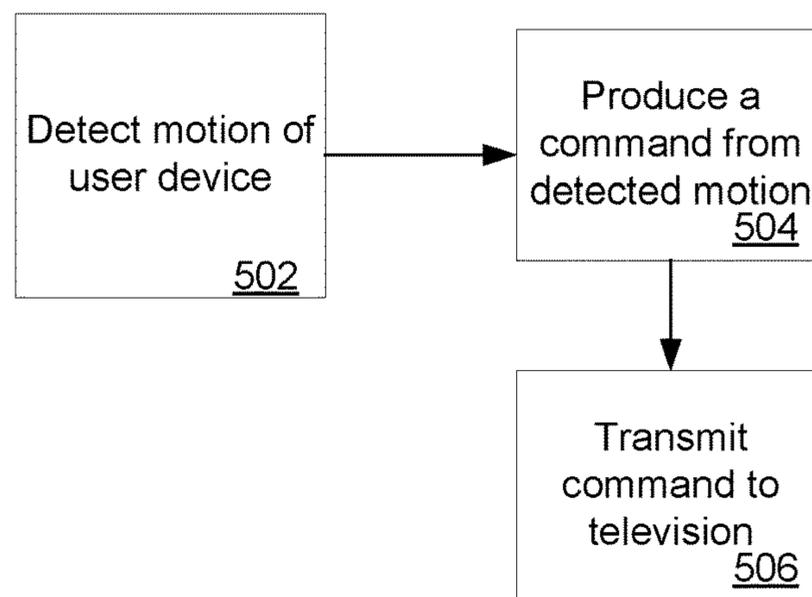 Detect motion of
user device
502
Produce a
command from
detected motion
504
Transmit
command to
television
506